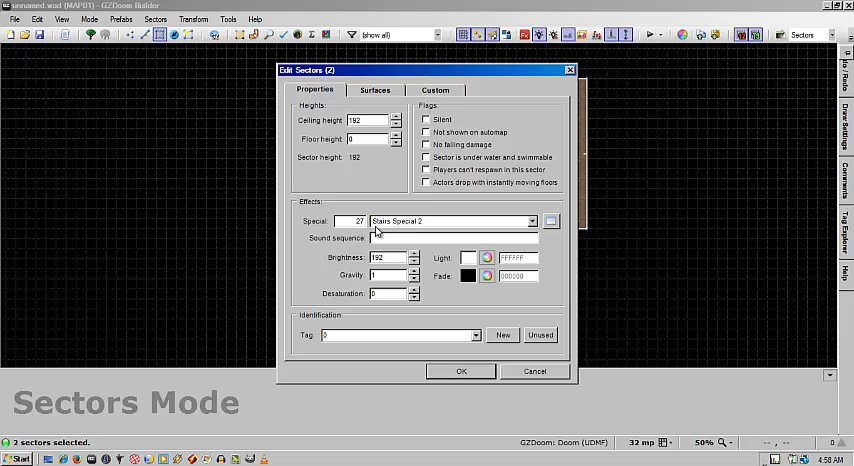 unnamed.wad (MAP01) - GZDoom Builder
File Edit View Mode Prefabs Sectors Transform Tools Help
(show all) Sectors
Edit Sectors (2)
Properties Surfaces Custom
Heights: Flags:
Ceiling height 192 Silent
Not shown on automap
Floor height: 0 No falling damage
Sector height: 192 Sector is under water and swimmable
Players can't respawn in this sector
Actors drop with instantly moving floors
Effects:
Special: 27 Stairs Special 2
Sound sequence:
Brightness: 192 Light: FFFFFF
Gravity: 1 Fade: 000000
Desaturation: 0
Identification:
Tag: 0 New Unused
OK Cancel
Undo / Redo
Draw Settings
Comments
Tag Explorer
Help
Sectors Mode
2 sectors selected. GZDoom: Doom (UDMF) 32 mp 50% --, -- 0
Start 4:58 AM